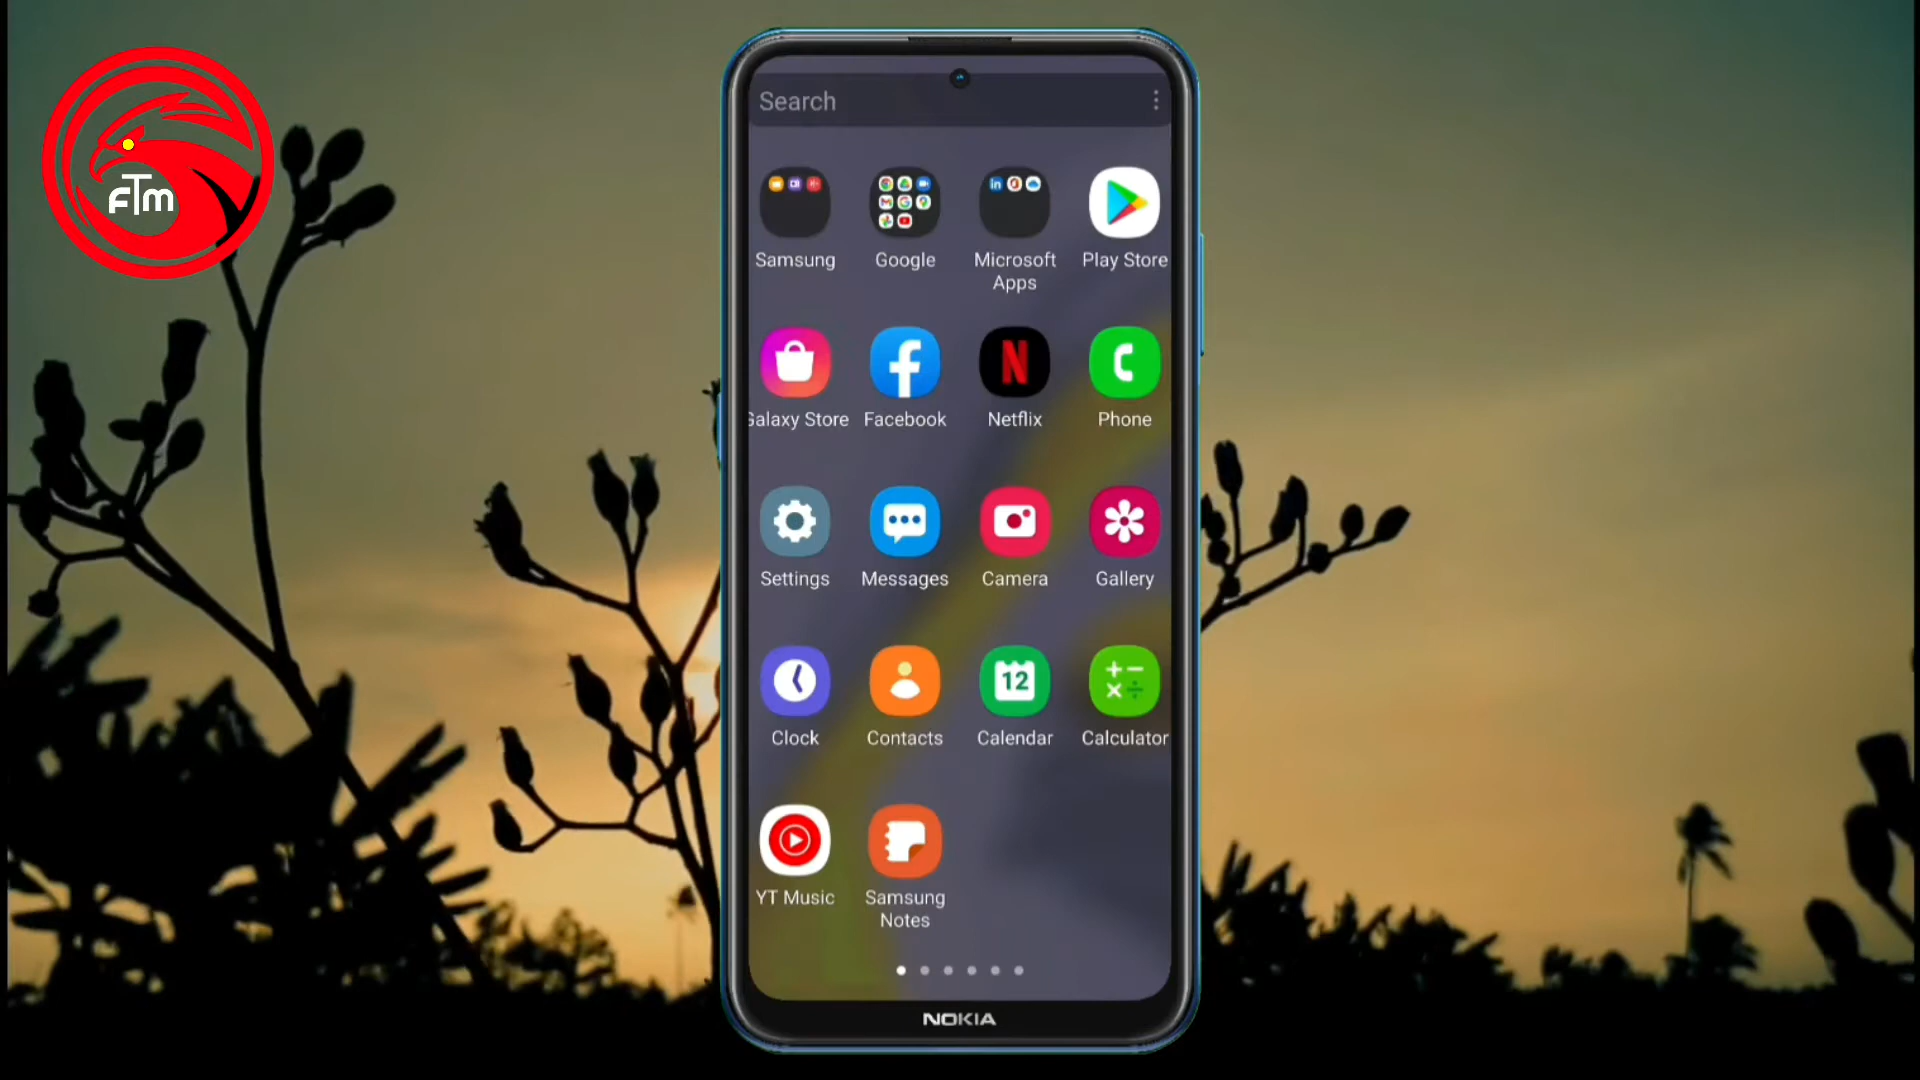 fTm
Search
Samsung
Google
Microsoft
Apps
Play Store
Galaxy Store
Facebook
Netflix
Phone
Settings
Messages
Camera
Gallery
Clock
Contacts
12
Calendar
Calculator
YT Music
Samsung
Notes
NOKIA